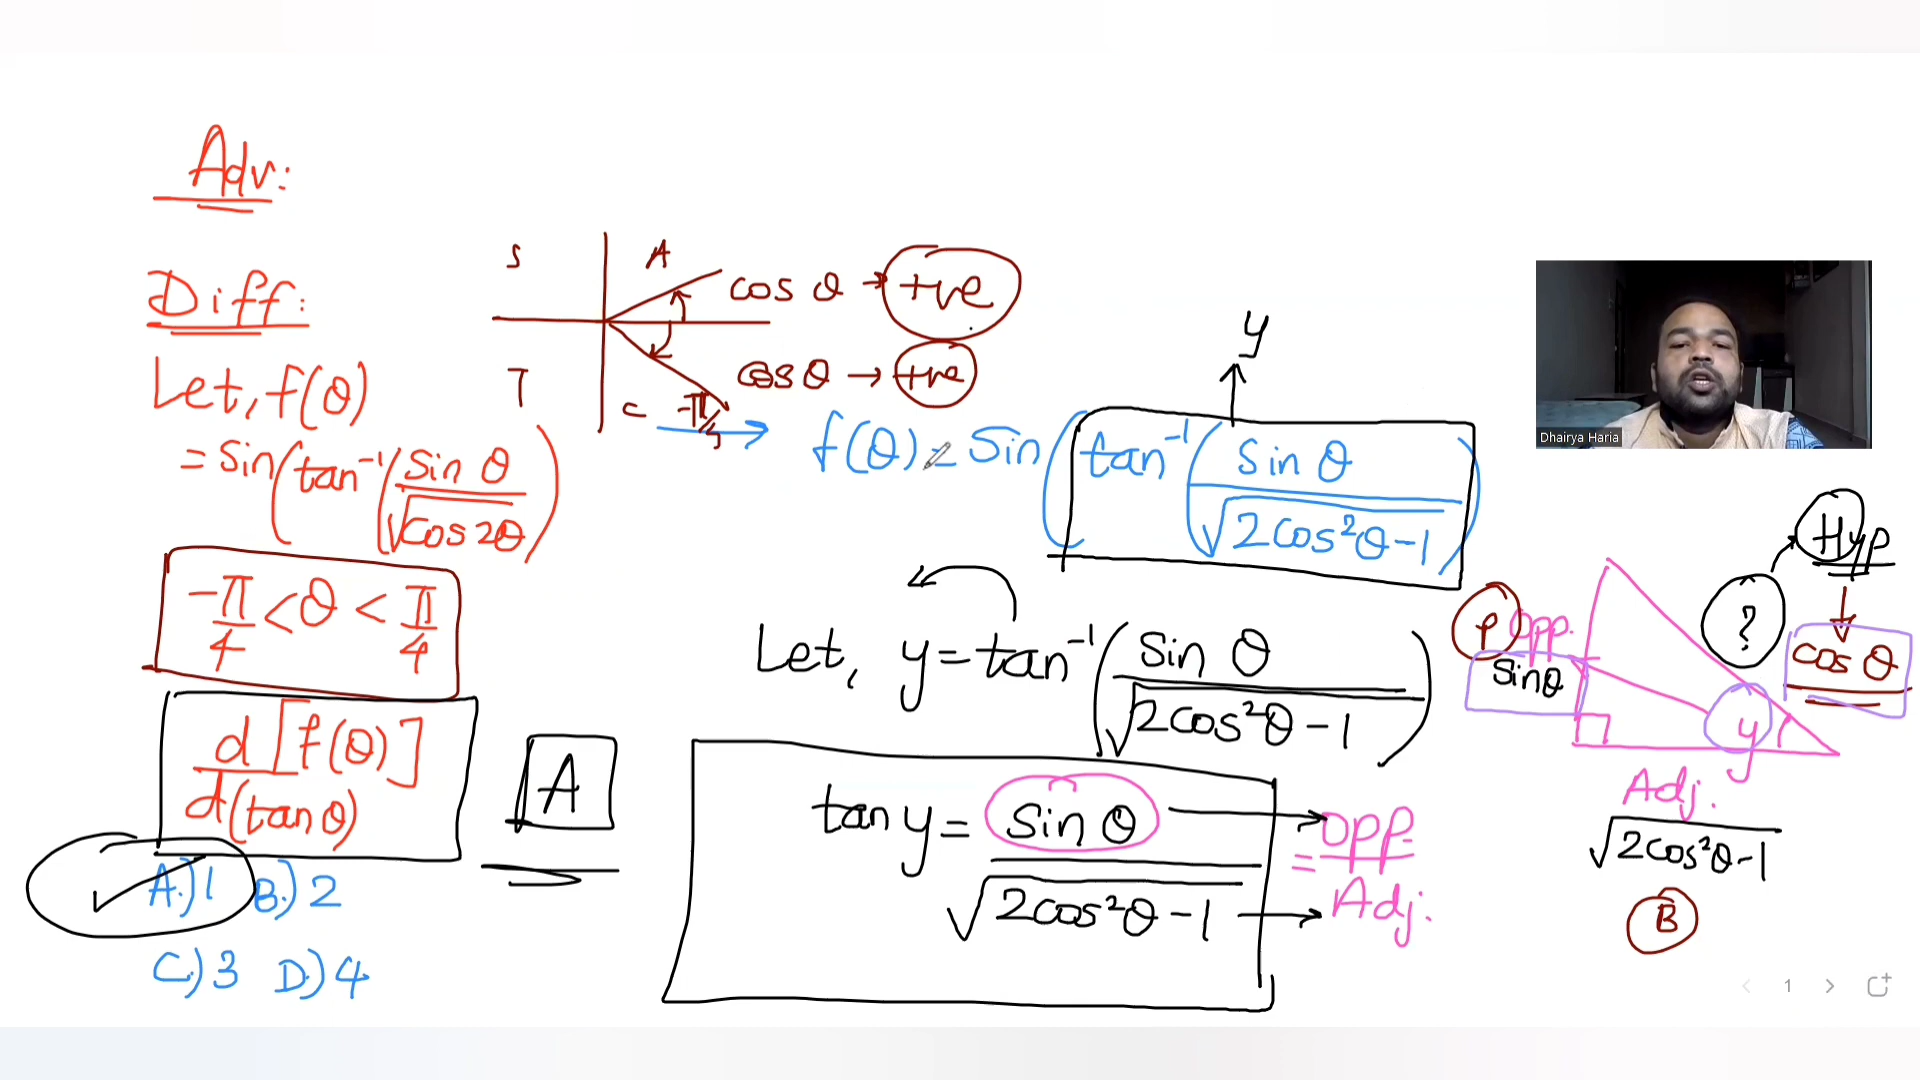 Adv:
Diff:
Let, f(θ)
= Sin(tan⁻¹(Sin θ/√cos 2θ)
-π/4 < θ < π/4
d[f(θ)]/d(tan θ)
A.) 1 B.) 2
C.) 3 D.) 4
A
S A
T C
cos θ → +ve
cos θ → +ve
y
f(θ) = Sin(tan⁻¹(Sin θ/√2cos²θ-1))
Let, y = tan⁻¹(Sin θ/√2cos²θ-1)
tan y = Sin θ/√2cos²θ-1 = opp./Adj.
Hyp
?
P
Opp.
Sinθ
cos θ
y
Adj.
√2cos²θ-1
B
Dhairya Haria
1